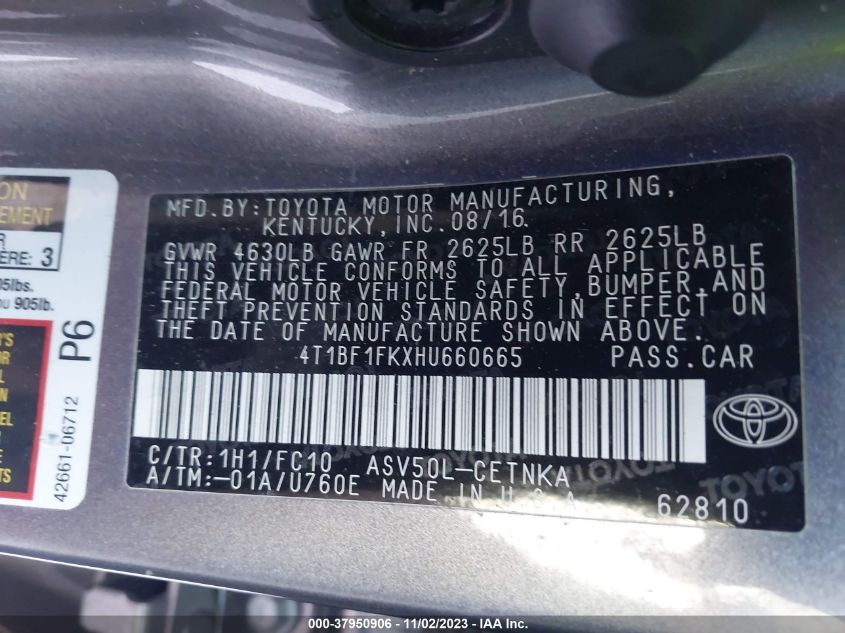 MFD. BY: TOYOTA MOTOR MANUFACTURING,
KENTUCKY, INC. 08/16
GVWR 4630LB GAWR FR 2625LB RR 2625LB
THIS VEHICLE CONFORMS TO ALL APPLICABLE
FEDERAL MOTOR VEHICLE SAFETY, BUMPER, AND
THEFT PREVENTION STANDARDS IN EFFECT ON
THE DATE OF MANUFACTURE SHOWN ABOVE.
4T1BF1FKXHU660665 PASS. CAR
C/TR: 1H1/FC10 ASV50L-CETNKA
A/TM: -01A/U760E MADE IN U.S.A.
62810
P6
42661-06712
3
905lb.
000-37950906 - 11/02/2023 - IAA Inc.